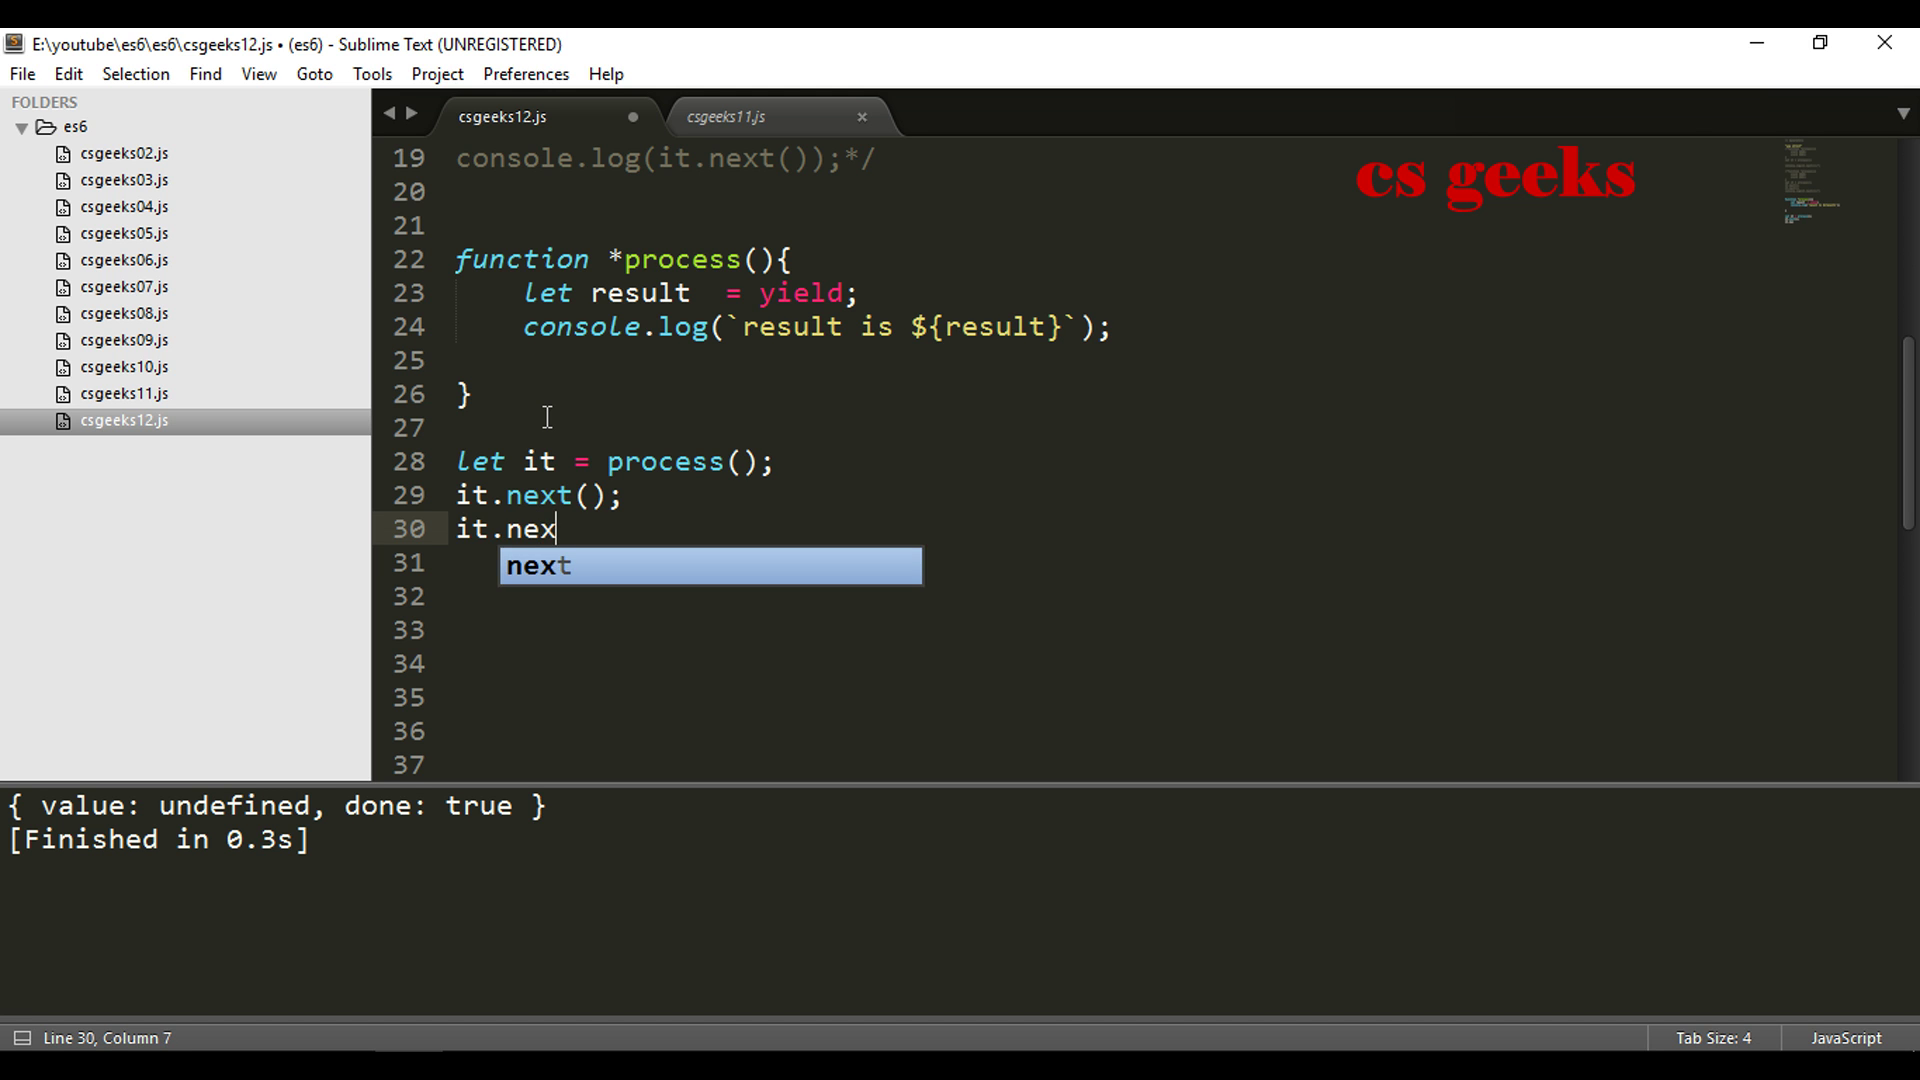 E:\youtube\es6\es6\csgeeks12.js • (es6) - Sublime Text (UNREGISTERED)
File Edit Selection Find View Goto Tools Project Preferences Help
FOLDERS
es6
csgeeks02.js
csgeeks03.js
csgeeks04.js
csgeeks05.js
csgeeks06.js
csgeeks07.js
csgeeks08.js
csgeeks09.js
csgeeks10.js
csgeeks11.js
csgeeks12.js
csgeeks12.js csgeeks11.js
cs geeks
19 console.log(it.next());*/
20
21
22 function *process(){
23 let result  = yield;
24 console.log(`result is ${result}`);
25
26 }
27
28 let it = process();
29 it.next();
30 it.nex
next
31
32
33
34
35
36
37
{ value: undefined, done: true }
[Finished in 0.3s]
Line 30, Column 7 Tab Size: 4 JavaScript